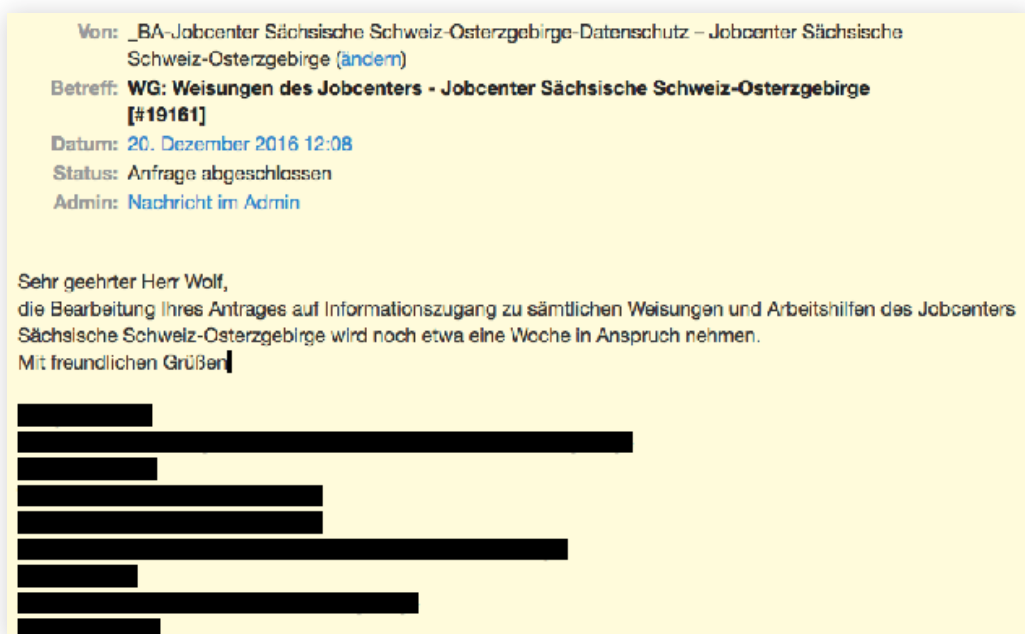 Von: _BA-Jobcenter Sächsische Schweiz-Osterzgebirge-Datenschutz – Jobcenter Sächsische
Schweiz-Osterzgebirge (ändern)
Betreff: WG: Weisungen des Jobcenters - Jobcenter Sächsische Schweiz-Osterzgebirge
[#19161]
Datum: 20. Dezember 2016 12:08
Status: Anfrage abgeschlossen
Admin: Nachricht im Admin
Sehr geehrter Herr Wolf,
die Bearbeitung Ihres Antrages auf Informationszugang zu sämtlichen Weisungen und Arbeitshilfen des Jobcenters
Sächsische Schweiz-Osterzgebirge wird noch etwa eine Woche in Anspruch nehmen.
Mit freundlichen Grüßen